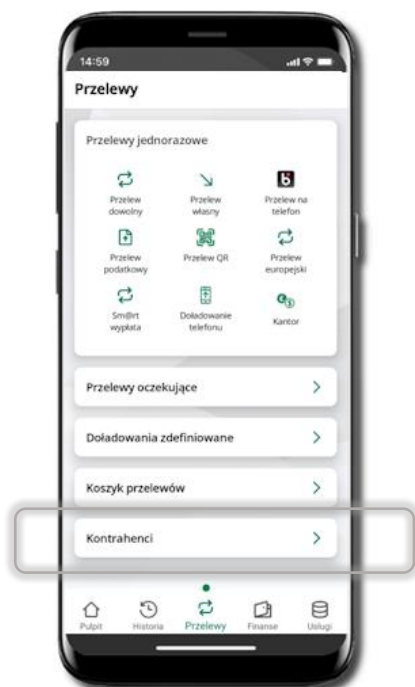 14:59
Przelewy
Przelewy jednorazowe
Przelew
dowolny
Przelew
własny
Przelew na
telefon
Przelew
podatkowy
Przelew QR
Przelew
europejski
Sm@rt
wypłata
Doładowanie
telefonu
Kantor
Przelewy oczekujące
Doładowania zdefiniowane
Koszyk przelewów
Kontrahenci
Pulpit
Historia
Przelewy
Finanse
Usługi